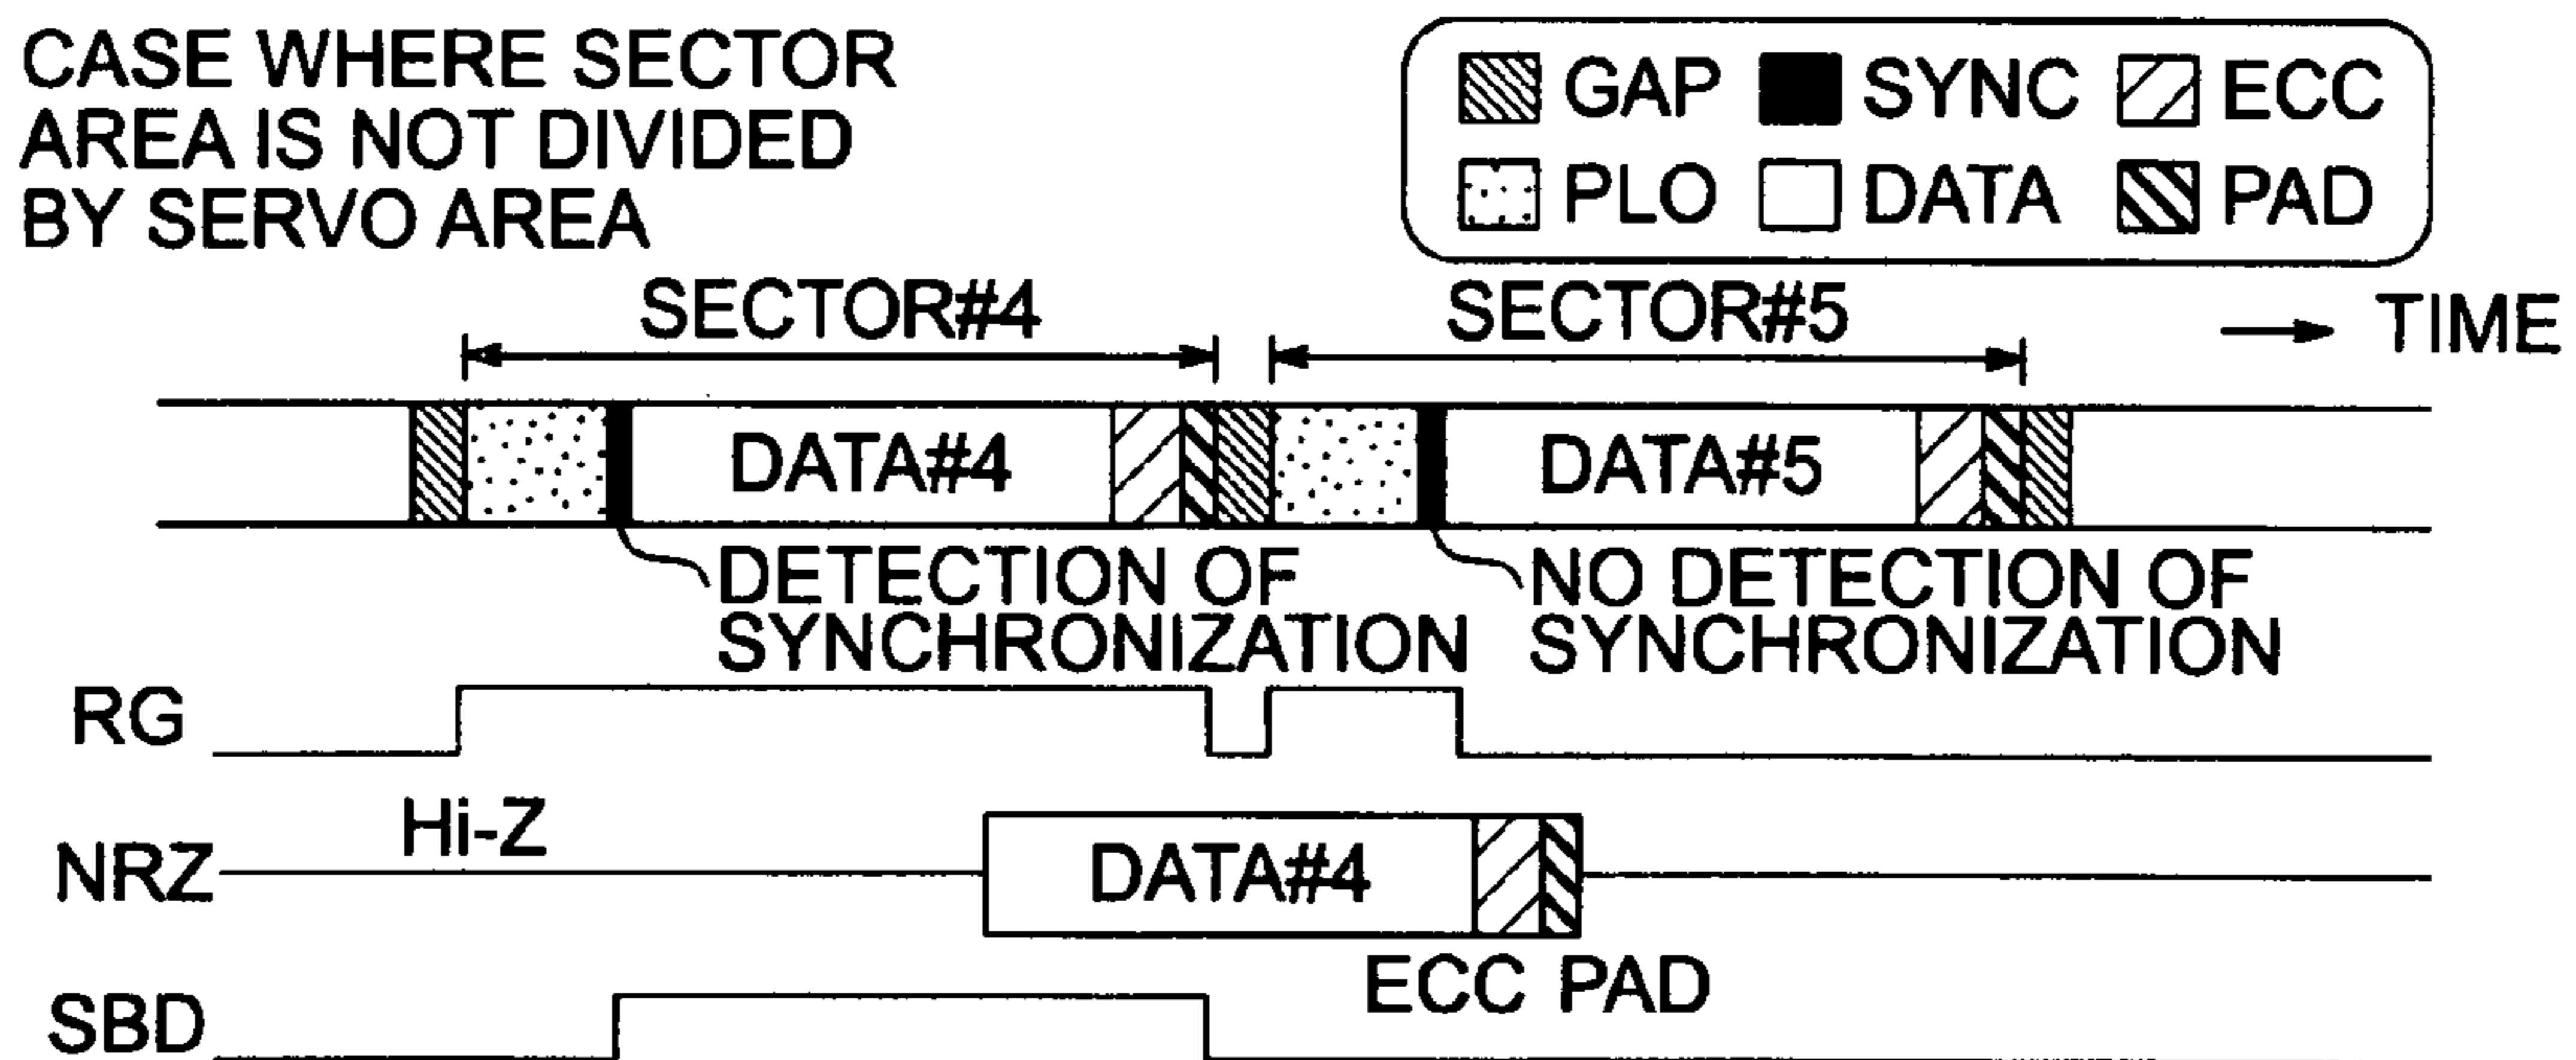 CASE WHERE SECTOR
AREA IS NOT DIVIDED
BY SERVO AREA
GAP SYNC ECC
PLO DATA PAD
SECTOR#4 SECTOR#5 TIME
DATA#4 DATA#5
DETECTION OF
SYNCHRONIZATION
NO DETECTION OF
SYNCHRONIZATION
RG
Hi-Z
NRZ DATA#4
ECC PAD
SBD